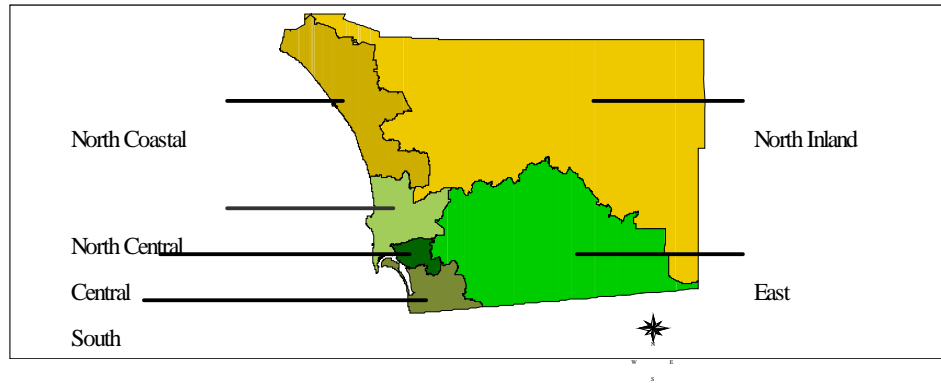 North Coastal
North Inland
North Central
Central
East
South
N
W E
S